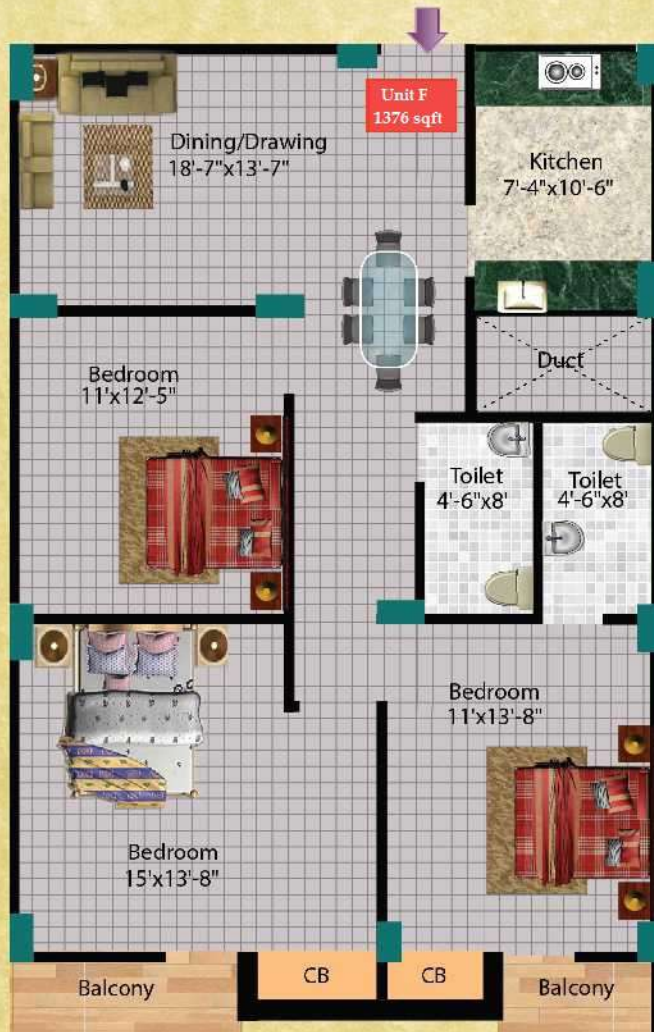 Unit F
1376 sqft
Dining/Drawing
18'-7"x13'-7"
Kitchen
7'-4"x10'-6"
Duct
Bedroom
11'x12'-5"
Toilet
4'-6"x8'
Toilet
4'-6"x8'
Bedroom
11'x13'-8"
Bedroom
15'x13'-8"
Balcony
CB
CB
Balcony